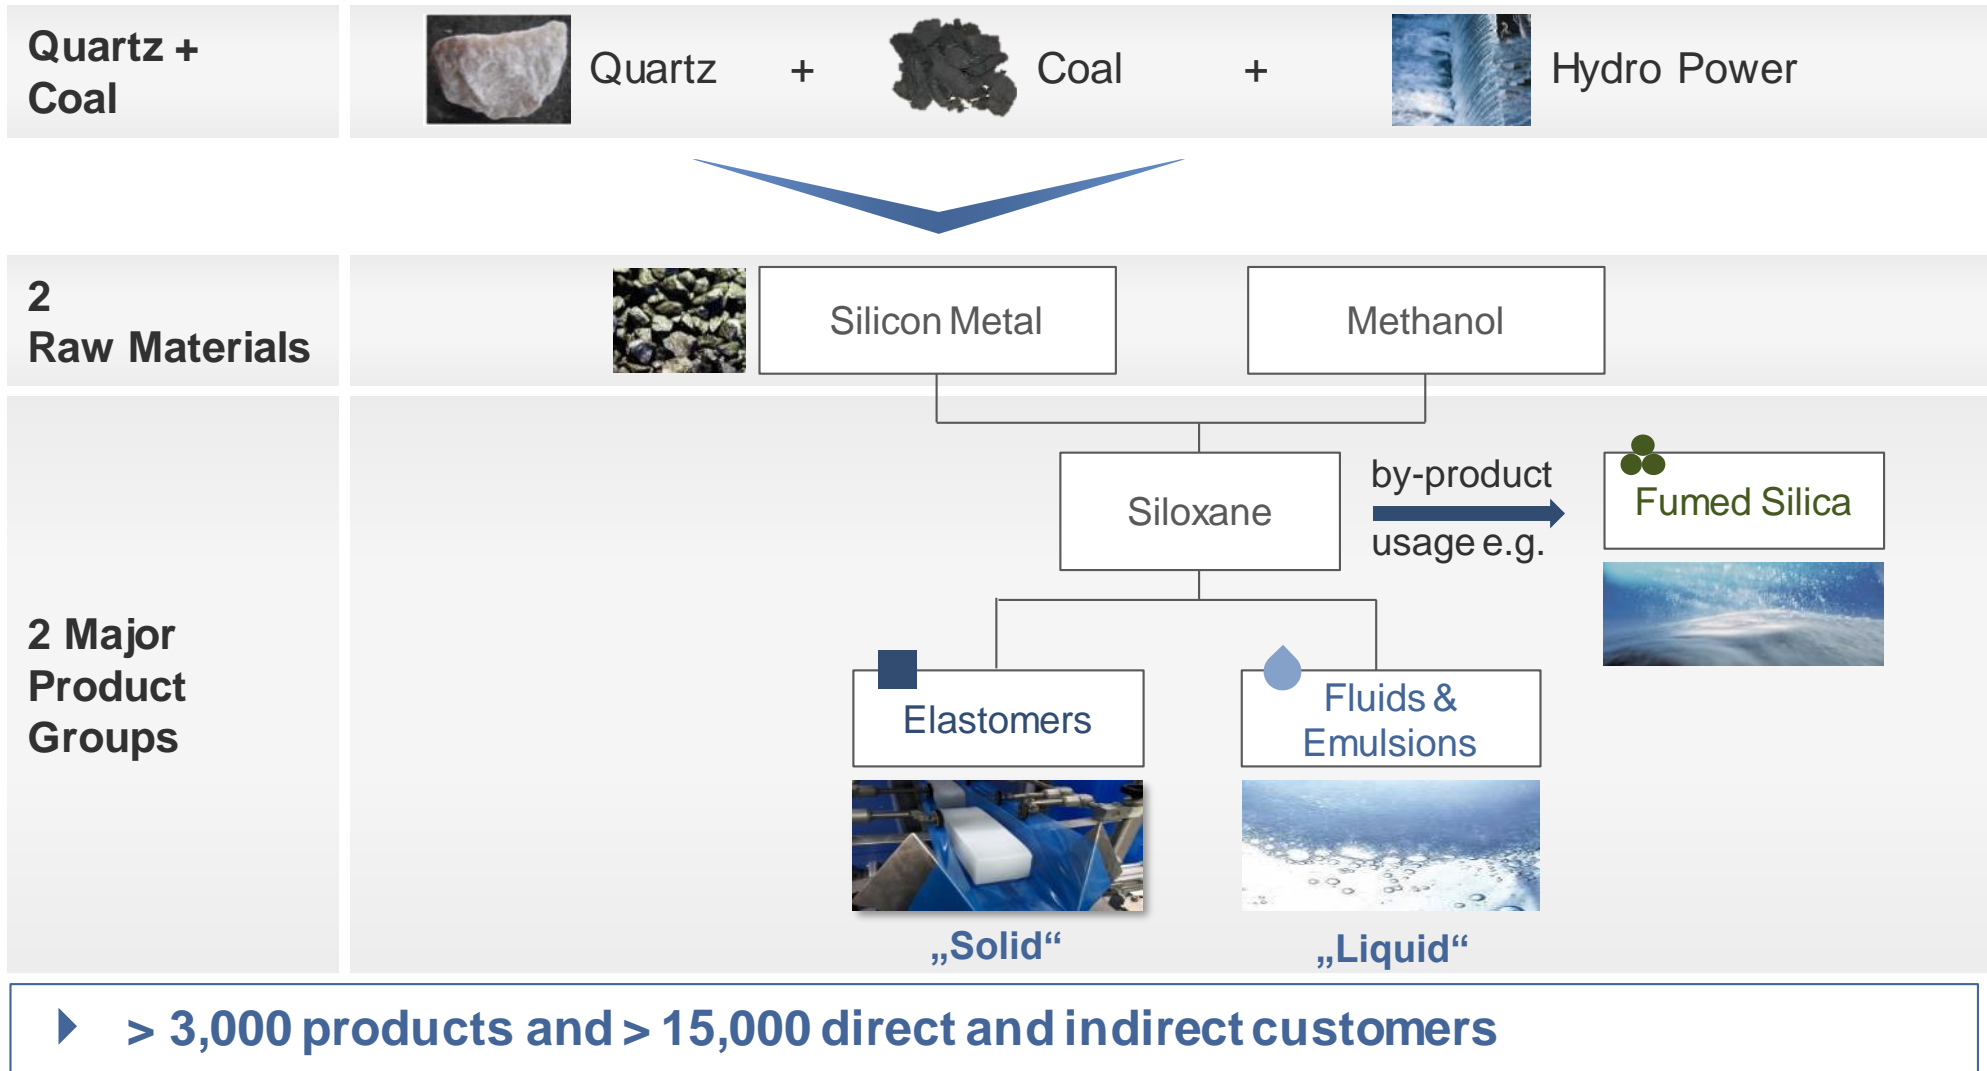 Quartz +
Coal
Quartz + Coal + Hydro Power
2
Raw Materials
Silicon Metal
Methanol
2 Major
Product
Groups
Siloxane
by-product
usage e.g.
Fumed Silica
Elastomers
Fluids &
Emulsions
„Solid“
„Liquid“
> 3,000 products and > 15,000 direct and indirect customers